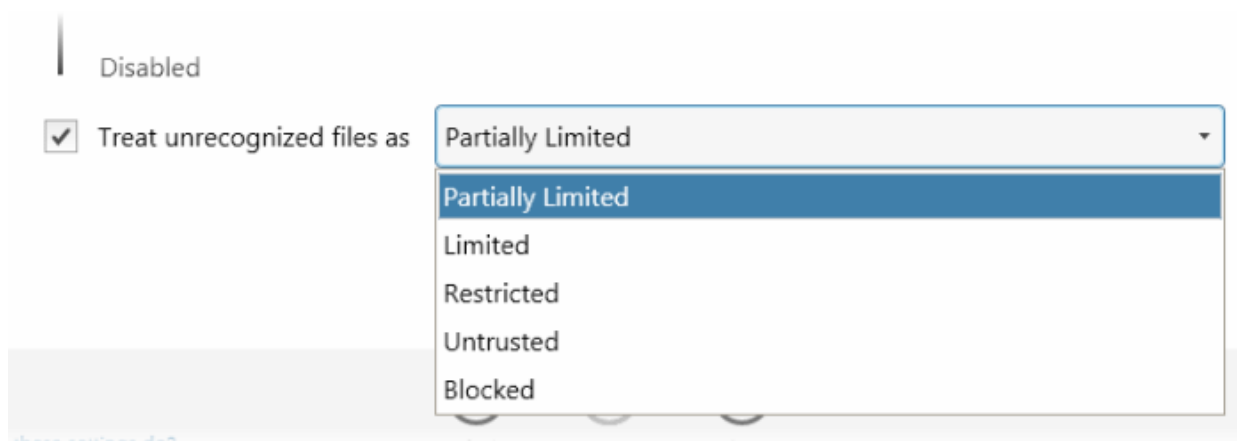 Disabled
Treat unrecognized files as Partially Limited
Partially Limited
Limited
Restricted
Untrusted
Blocked